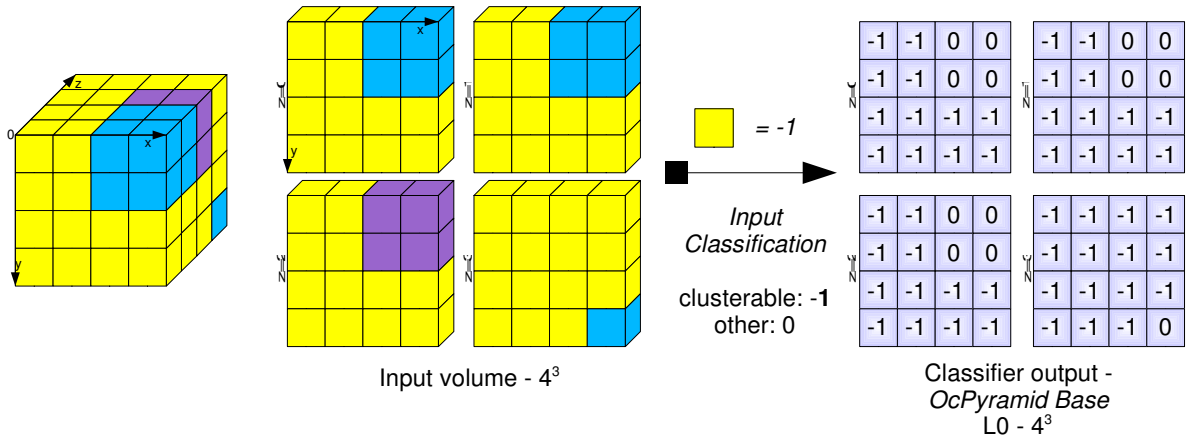 z
0
x
y
x
y
Input volume - 4³
= -1
Input
Classification
clusterable: -1
other: 0
-1 -1 0 0
-1 -1 0 0
-1 -1 -1 -1
-1 -1 -1 -1
-1 -1 0 0
-1 -1 0 0
-1 -1 -1 -1
-1 -1 -1 -1
-1 -1 0 0
-1 -1 0 0
-1 -1 -1 -1
-1 -1 -1 -1
-1 -1 -1 -1
-1 -1 -1 -1
-1 -1 -1 -1
-1 -1 -1 0
Classifier output -
OcPyramid Base
L0 - 4³